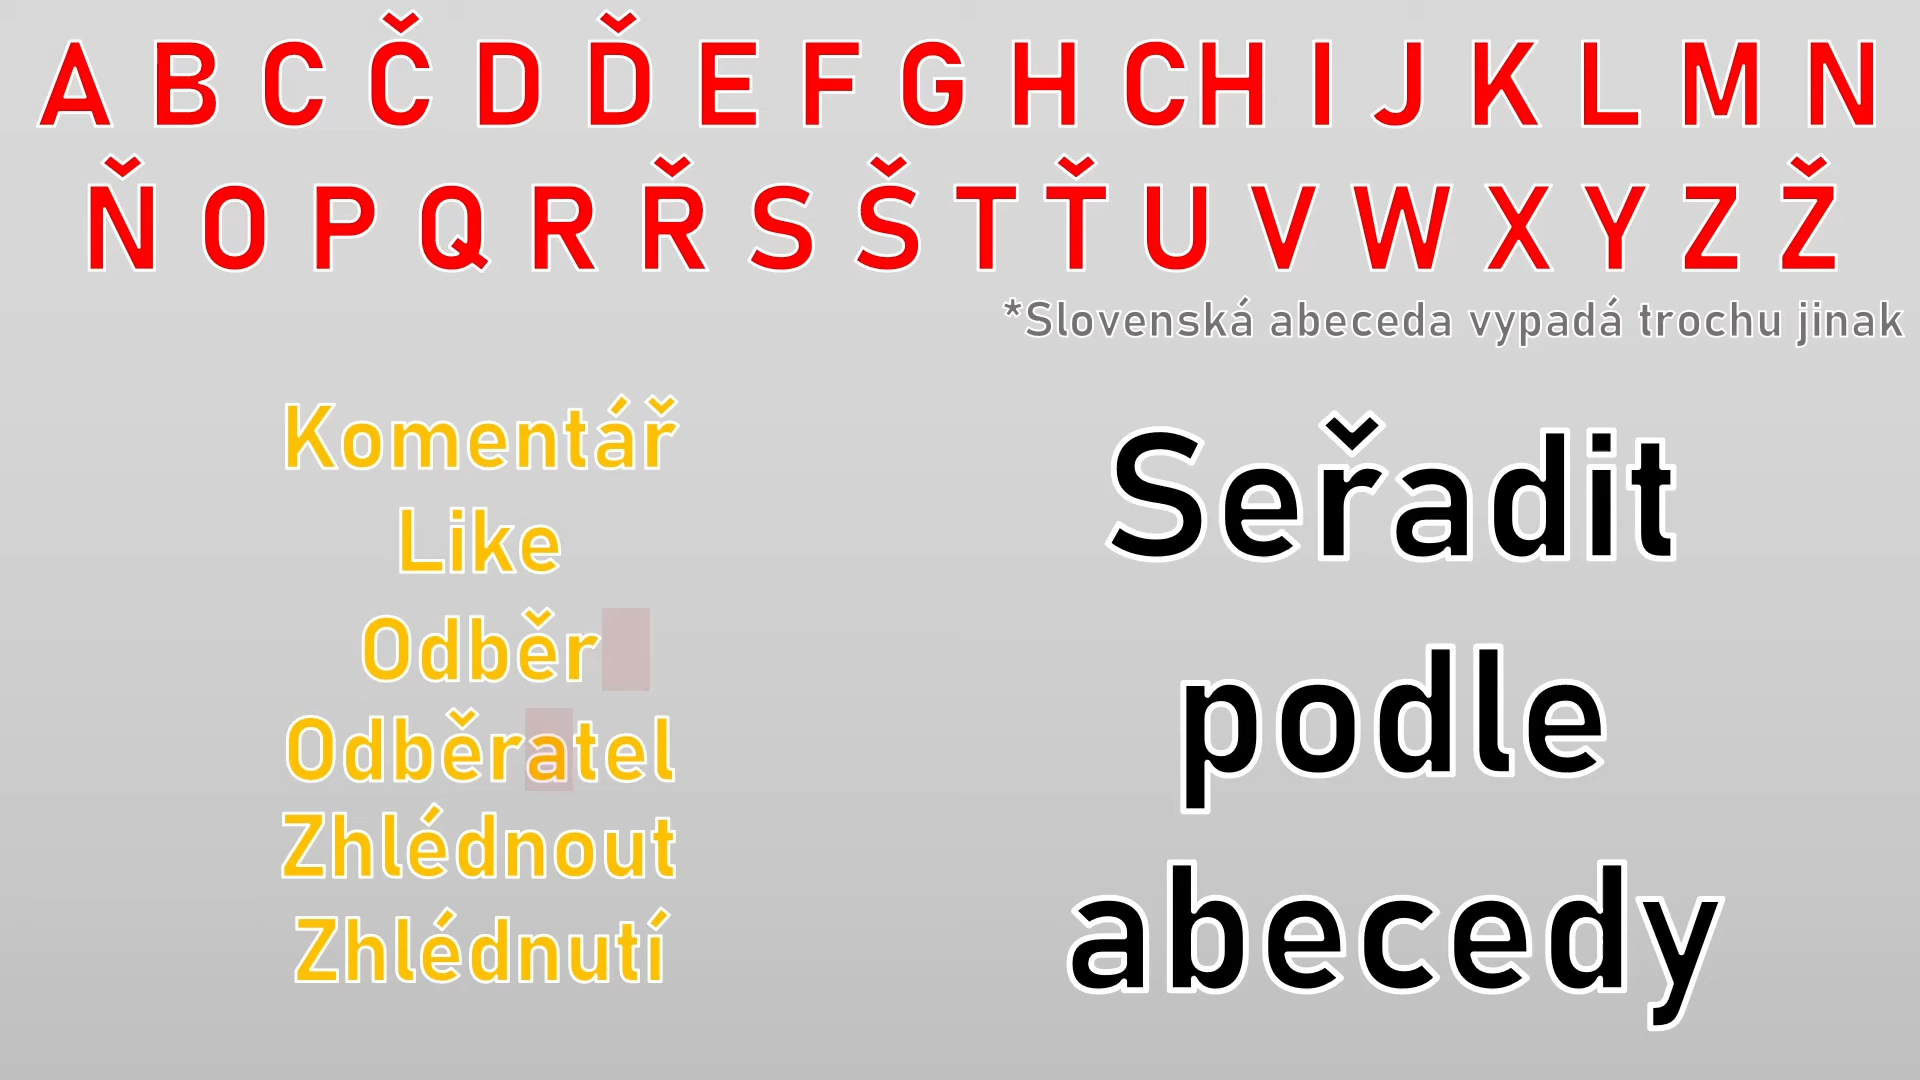 A B C Č D Ď E F G H CH I J K L M N
Ň O P Q R Ř S Š T Ť U V W X Y Z Ž
*Slovenská abeceda vypadá trochu jinak
Komentář
Like
Odběr
Odběratel
Zhlédnout
Zhlédnutí
Seřadit
podle
abecedy